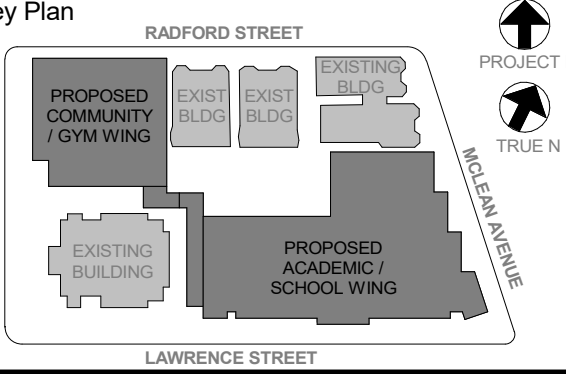 ey Plan
RADFORD STREET
PROJECT
TRUE N
EXISTING
BLDG
EXIST
BLDG
EXIST
BLDG
PROPOSED
COMMUNITY
/ GYM WING
MCLEAN AVENUE
EXISTING
BUILDING
PROPOSED
ACADEMIC /
SCHOOL WING
LAWRENCE STREET